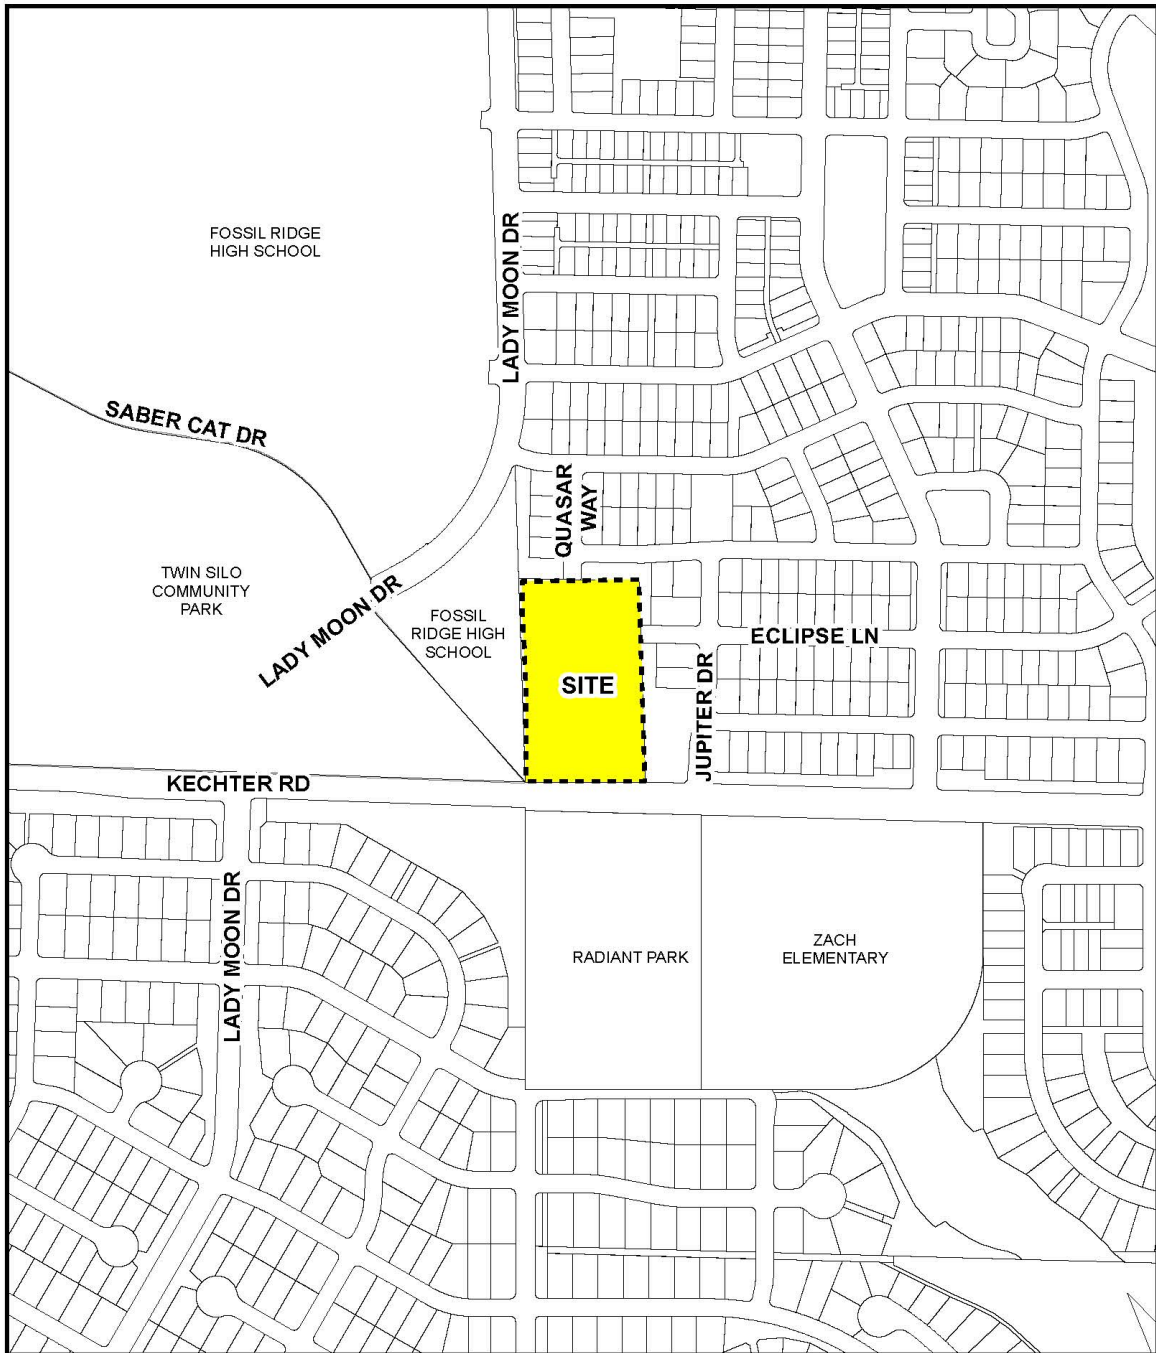 FOSSIL RIDGE
HIGH SCHOOL
LADY MOON DR
SABER CAT DR
QUASAR
WAY
TWIN SILO
COMMUNITY
PARK
LADY MOON DR
FOSSIL
RIDGE HIGH
SCHOOL
ECLIPSE LN
SITE
JUPITER DR
KECHTER RD
LADY MOON DR
RADIANT PARK
ZACH
ELEMENTARY